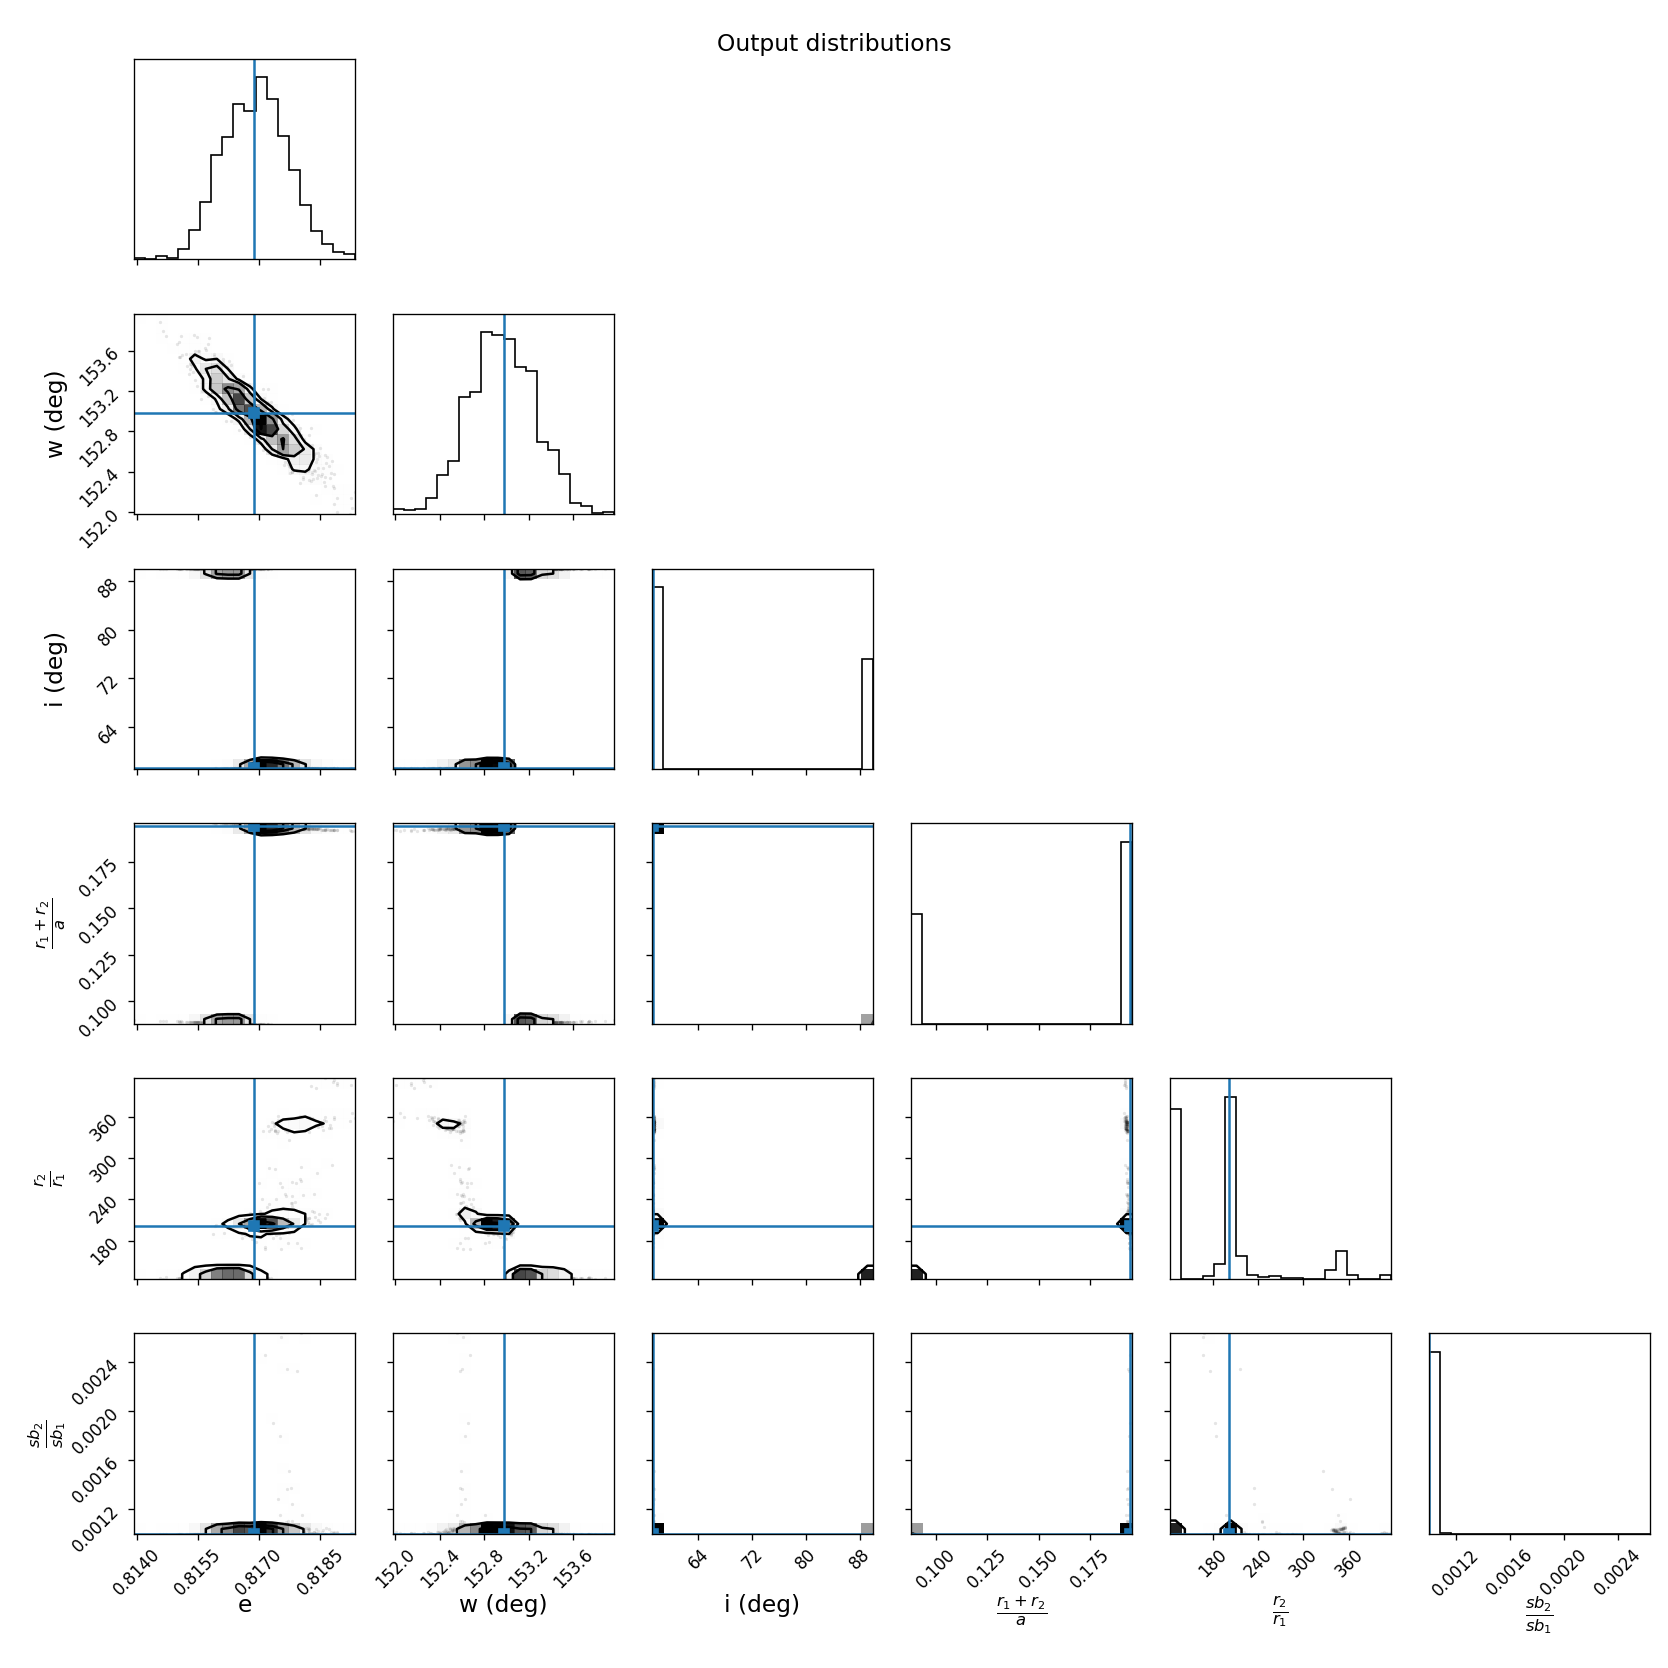 Output distributions
w (deg)
153.6
153.2
152.8
152.4
152.0
i (deg)
88
80
72
64
r₁ + r₂
a
0.175
0.150
0.125
0.100
r₂
r₁
360
300
240
180
sb₂
sb₁
0.0024
0.0020
0.0016
0.0012
0.8140 0.8155 0.8170 0.8185
152.0 152.4 152.8 153.2 153.6
64 72 80 88
0.100 0.125 0.150 0.175
180 240 300 360
0.0012 0.0016 0.0020 0.0024
e
w (deg)
i (deg)
r₁ + r₂
a
r₂
r₁
sb₂
sb₁